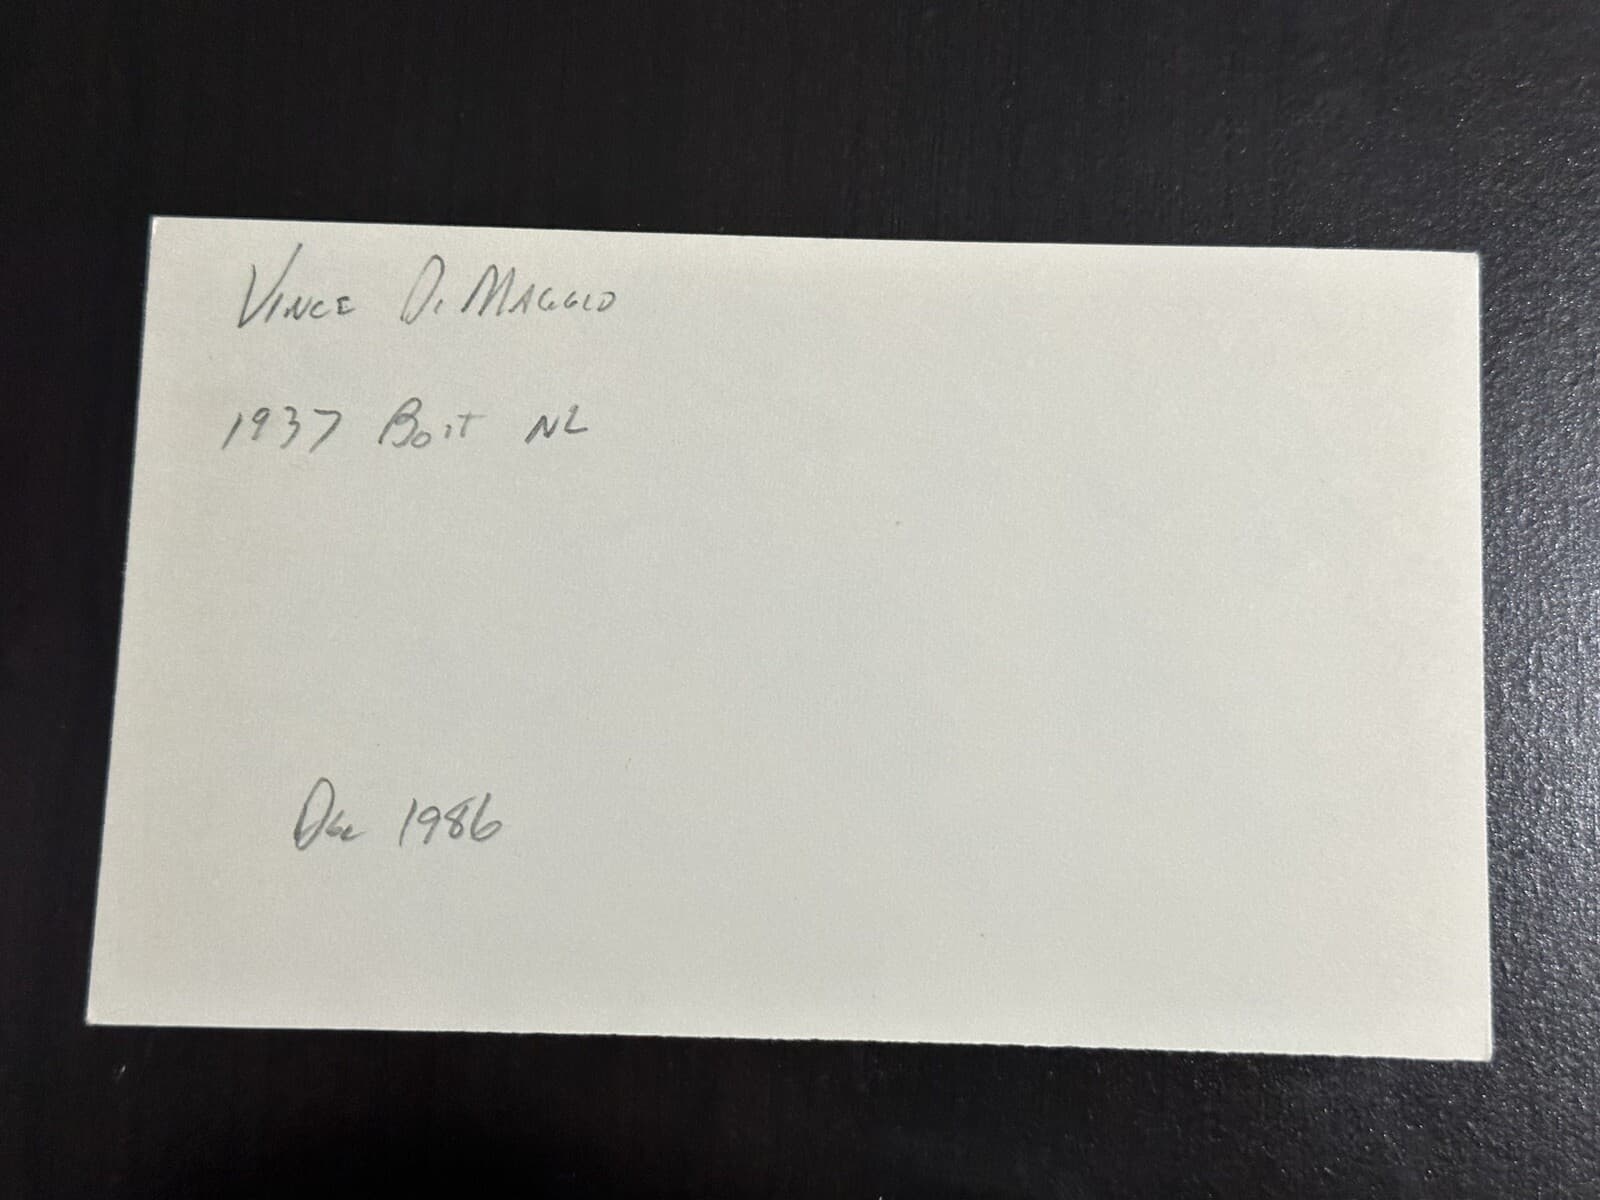 VINCE DIMAGGIO
1937 Bost NL
Dec 1986